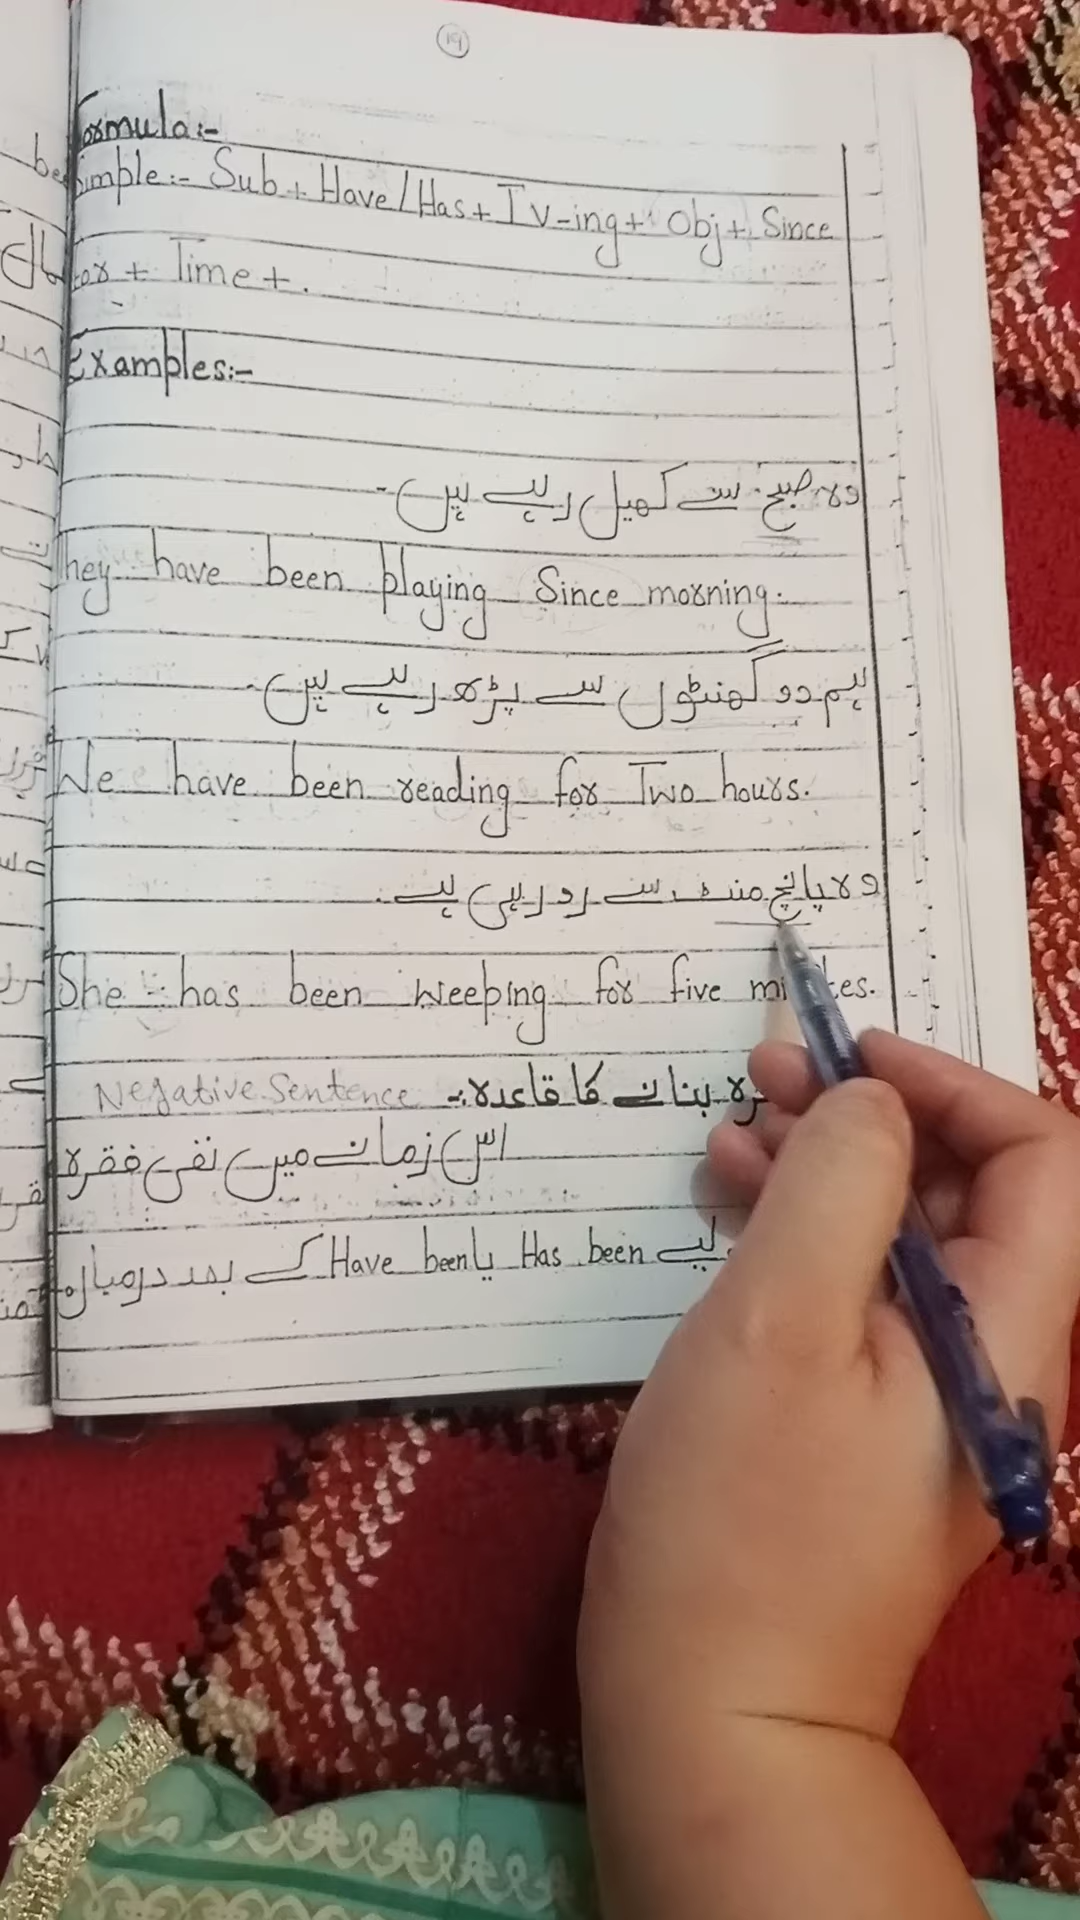 19
Formula:-
Simple:- Sub + Have/Has + IV-ing + Obj + Since
for + Time + .
Examples:-
وہ صبح سے کھیل رہے ہیں۔
They have been playing Since morning.
ہم دو گھنٹوں سے پڑھ رہے ہیں۔
We have been reading for Two hours.
وہ پانچ منٹ سے رو رہی ہے۔
She has been weeping for five minutes.
بنانے کا قاعدہ:- Negative Sentence
اس زمانے میں نفی فقرہ
لیے Has been یا Have been کے بعد درمیان